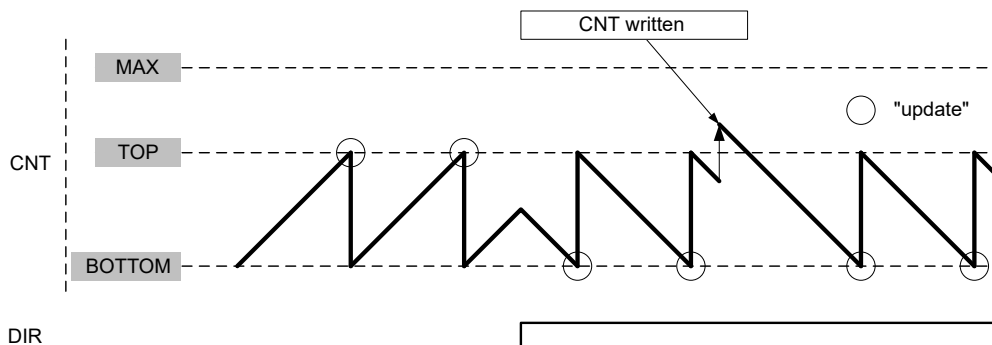 CNT written
MAX
"update"
TOP
CNT
BOTTOM
DIR